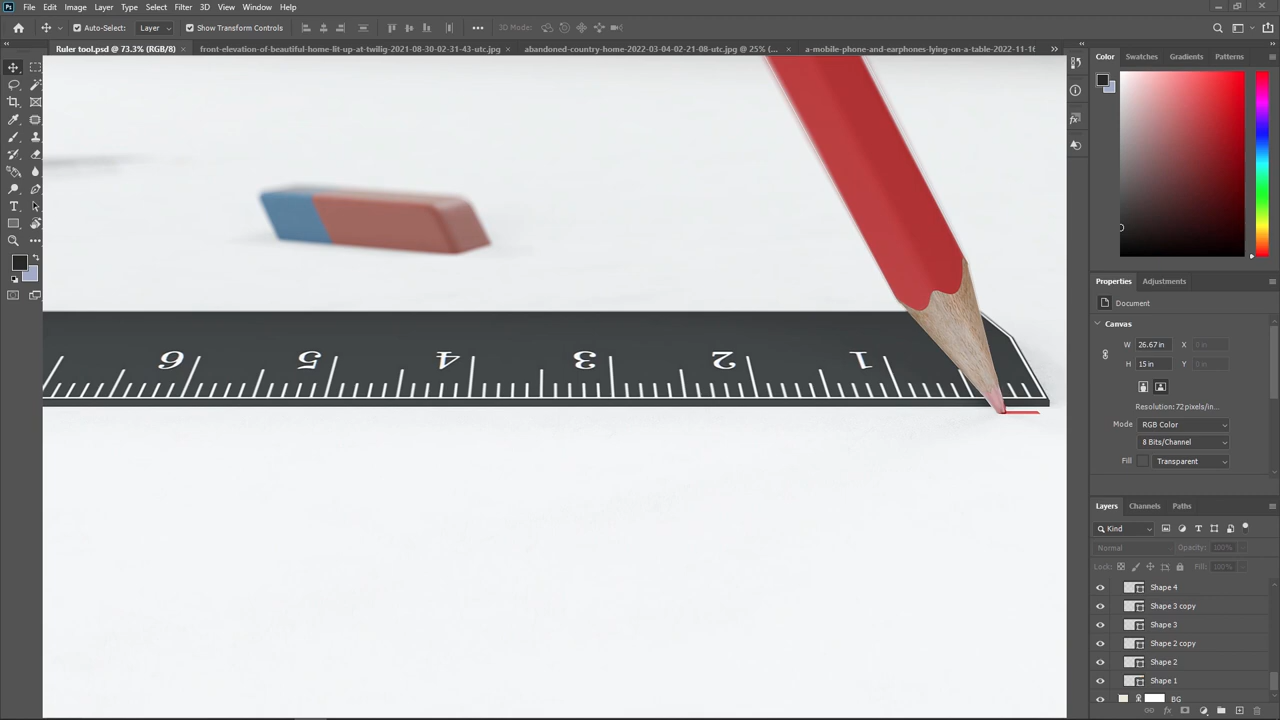 Ps File Edit Image Layer Type Select Filter 3D View Window Help
Auto-Select: Layer Show Transform Controls 3D Mode:
Ruler tool.psd @ 73.3% (RGB/8) front-elevation-of-beautiful-home-lit-up-at-twilig-2021-08-30-02-31-43-utc.jpg abandoned-country-home-2022-03-04-02-21-08-utc.jpg @ 25% (... a-mobile-phone-and-earphones-lying-on-a-table-2022-11-16
Color Swatches Gradients Patterns
6 5 4 3 2 1
Properties Adjustments
Document
Canvas
W 26.67 in X 0 in
H 15 in Y 0 in
Resolution: 72 pixels/in...
Mode RGB Color
8 Bits/Channel
Fill Transparent
Layers Channels Paths
Kind
Normal Opacity: 100%
Lock: Fill: 100%
Shape 4
Shape 3 copy
Shape 3
Shape 2 copy
Shape 2
Shape 1
BG